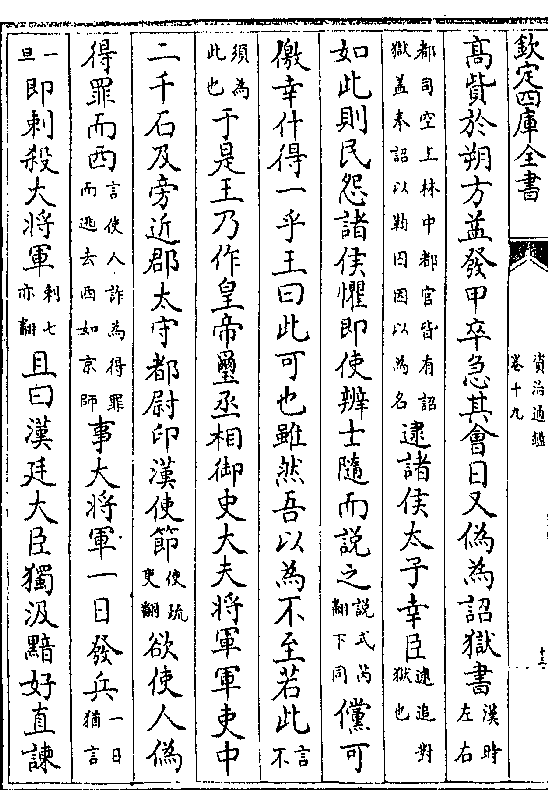 欽定四庫全書
資治通鑑
卷十九
高貲於朔方益發甲卒急其會日又偽為詔獄書漢時左右
都司空上林中都官皆有詔獄盖奉詔以鞫囚因以為名逮諸侯太子幸臣逮追對獄也
如此則民怨諸侯懼即使辨士隨而説之説式芮翻下同儻可
儌幸什得一乎王曰此可也雖然吾以為不至若此言不
須為此也于是王乃作皇帝璽丞相御史大夫將軍軍吏中
二千石及旁近郡太守都尉印漢使節使疏吏翻欲使人偽
得罪而西言使人詐為得罪而逃去西如京師事大將軍一日發兵一日猶言
一旦即刺殺大將軍刺七亦翻且曰漢廷大臣獨汲黯好直諫